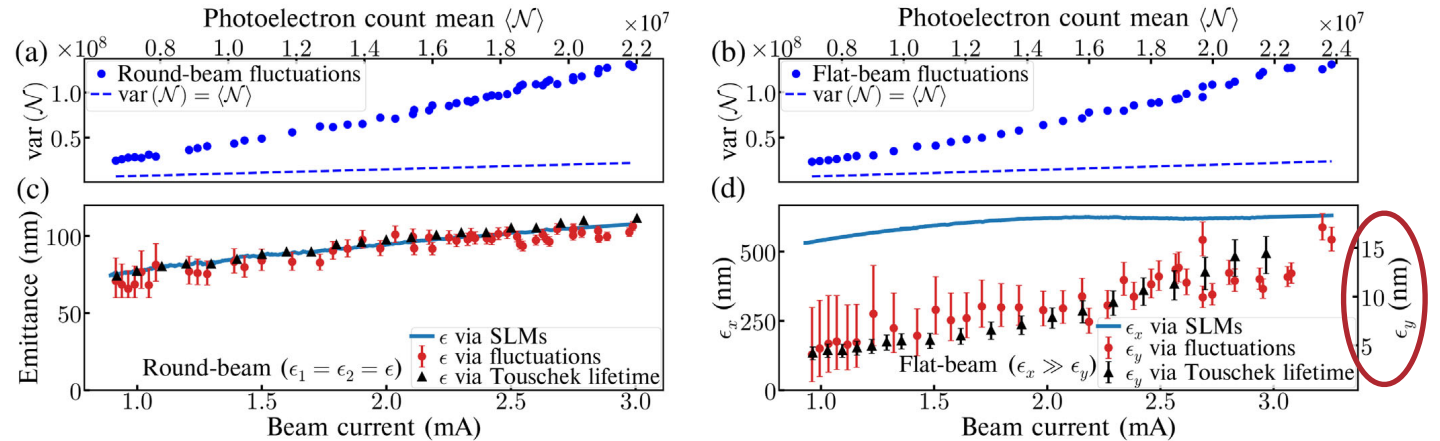 Photoelectron count mean ⟨𝒩⟩
(a) ×10⁸ 0.8 1.0 1.2 1.4 1.6 1.8 2.0 2.2 ×10⁷
var (𝒩)
1.0
0.5
Round-beam fluctuations
var (𝒩) = ⟨𝒩⟩
Photoelectron count mean ⟨𝒩⟩
(b) ×10⁸ 0.8 1.0 1.2 1.4 1.6 1.8 2.0 2.2 2.4 ×10⁷
var (𝒩)
1.0
0.5
Flat-beam fluctuations
var (𝒩) = ⟨𝒩⟩
(c)
Emittance (nm)
100
50
0
ϵ via SLMs
ϵ via fluctuations
ϵ via Touschek lifetime
Round-beam (ϵ₁ = ϵ₂ = ϵ)
1.0 1.5 2.0 2.5 3.0
Beam current (mA)
(d)
ϵₓ (nm)
500
250
0
ϵₓ via SLMs
ϵᵧ via fluctuations
ϵᵧ via Touschek lifetime
Flat-beam (ϵₓ ≫ ϵᵧ)
1.0 1.5 2.0 2.5 3.0
Beam current (mA)
15
10
5
ϵᵧ (nm)